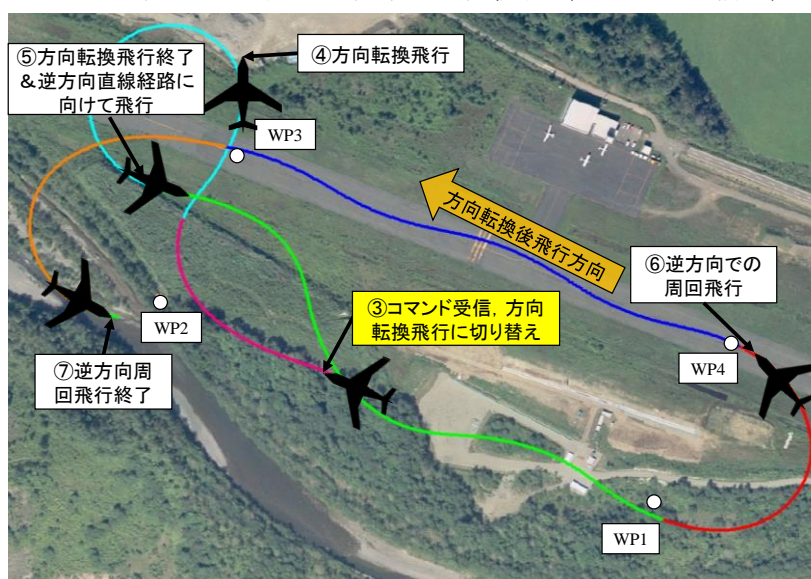 ⑤方向転換飛行終了
&逆方向直線経路に
向けて飛行
④方向転換飛行
WP3
方向転換後飛行方向
⑥逆方向での
周回飛行
③コマンド受信，方向
転換飛行に切り替え
WP2
WP4
⑦逆方向周
回飛行終了
WP1